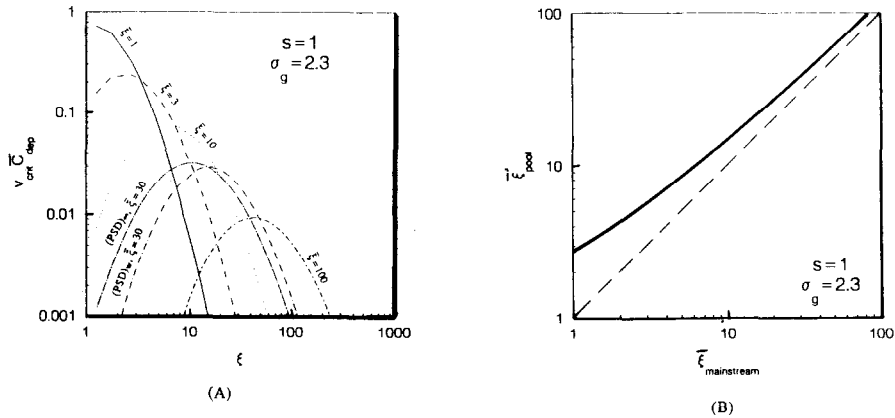 1
0.1
0.01
0.001
v_crit C̄_dep
s=1
σ_g=2.3
ξ̄=1
ξ̄=3
ξ̄=10
(PSD)∞, ξ̄=30
(PSD)∞, ξ̄=30
ξ̄=100
1 10 100 1000
ξ
(A)
100
10
1
ξ̄'_pool
s=1
σ_g=2.3
1 10 100
ξ̄_mainstream
(B)